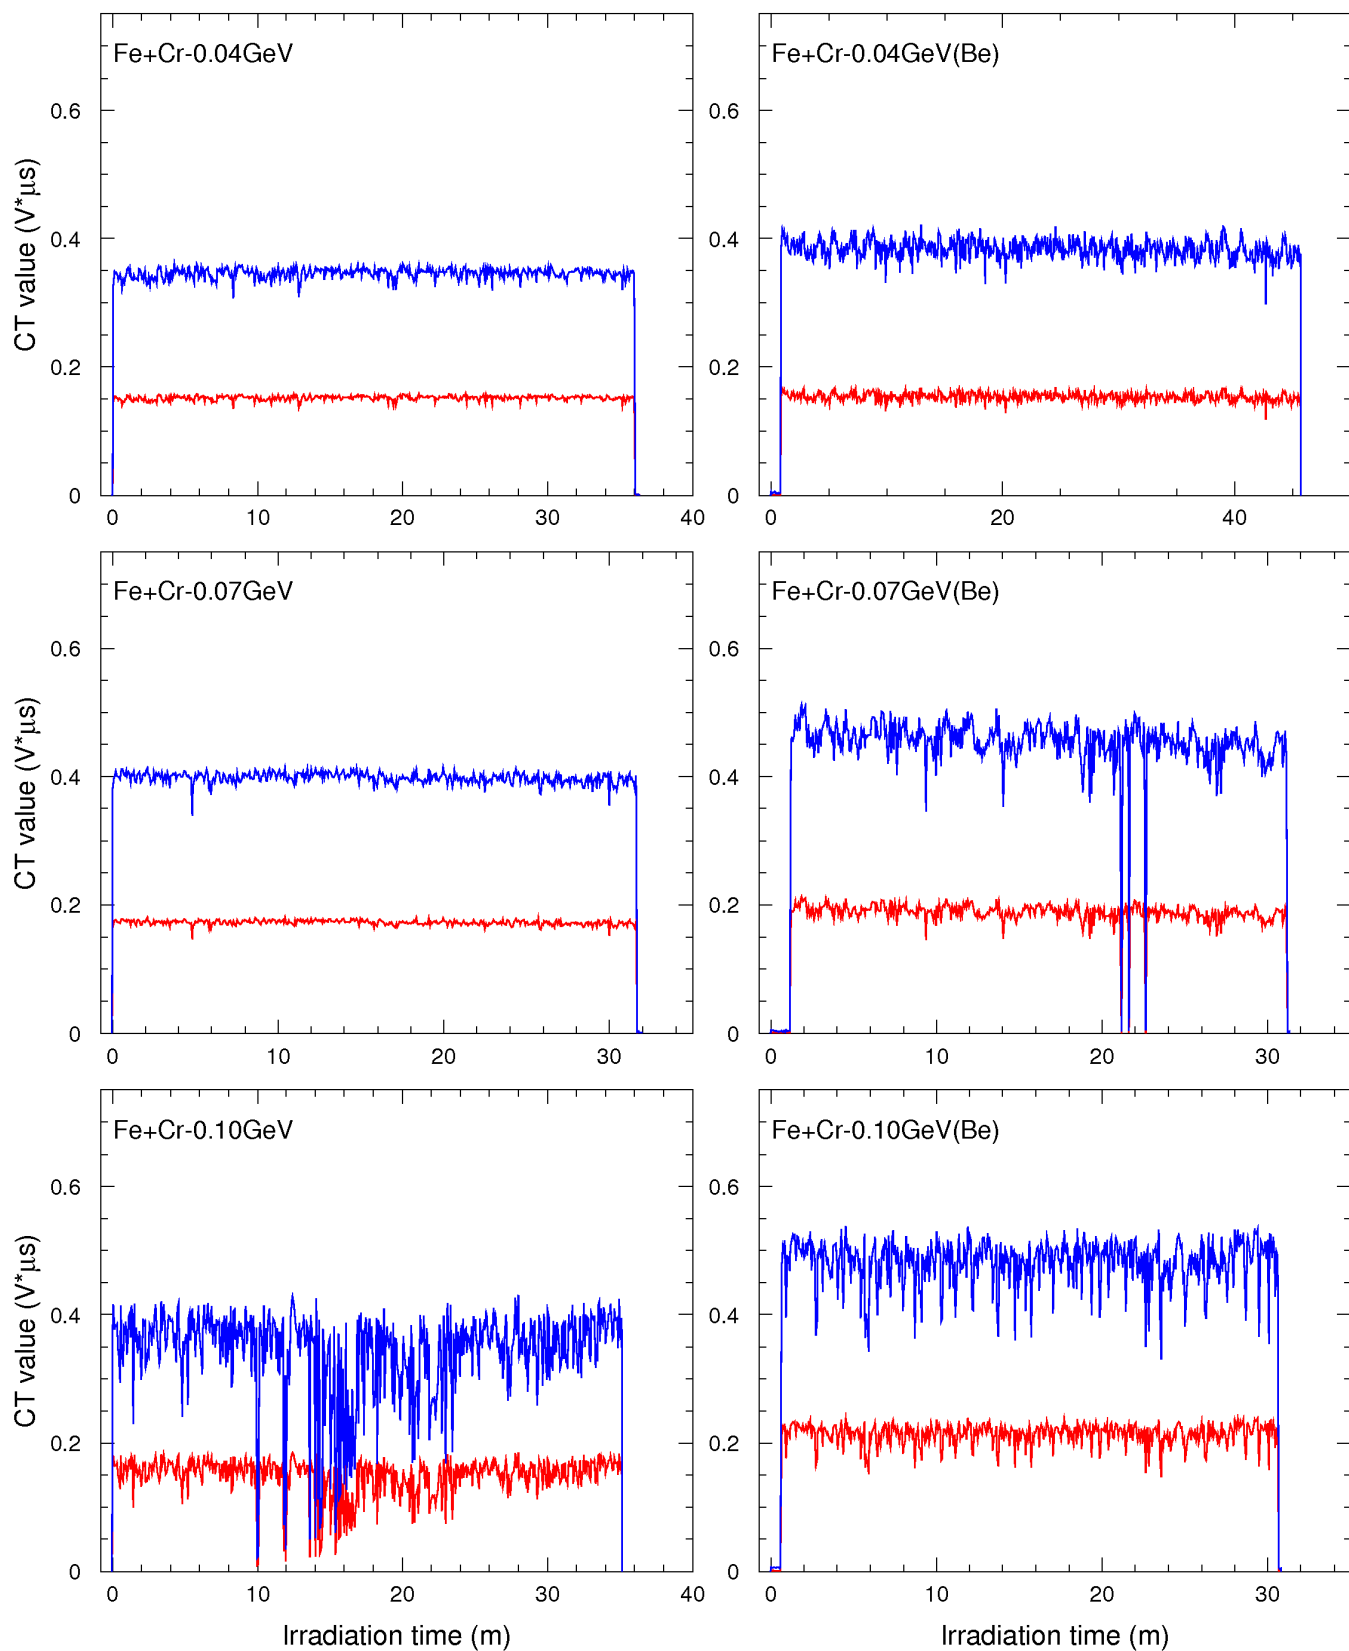 Fe+Cr-0.04GeV
CT value (V*μs)
0.6
0.4
0.2
0
0 10 20 30 40
Fe+Cr-0.04GeV(Be)
0.6
0.4
0.2
0
0 20 40
Fe+Cr-0.07GeV
CT value (V*μs)
0.6
0.4
0.2
0
0 10 20 30
Fe+Cr-0.07GeV(Be)
0.6
0.4
0.2
0
0 10 20 30
Fe+Cr-0.10GeV
CT value (V*μs)
0.6
0.4
0.2
0
0 10 20 30 40
Irradiation time (m)
Fe+Cr-0.10GeV(Be)
0.6
0.4
0.2
0
0 10 20 30
Irradiation time (m)